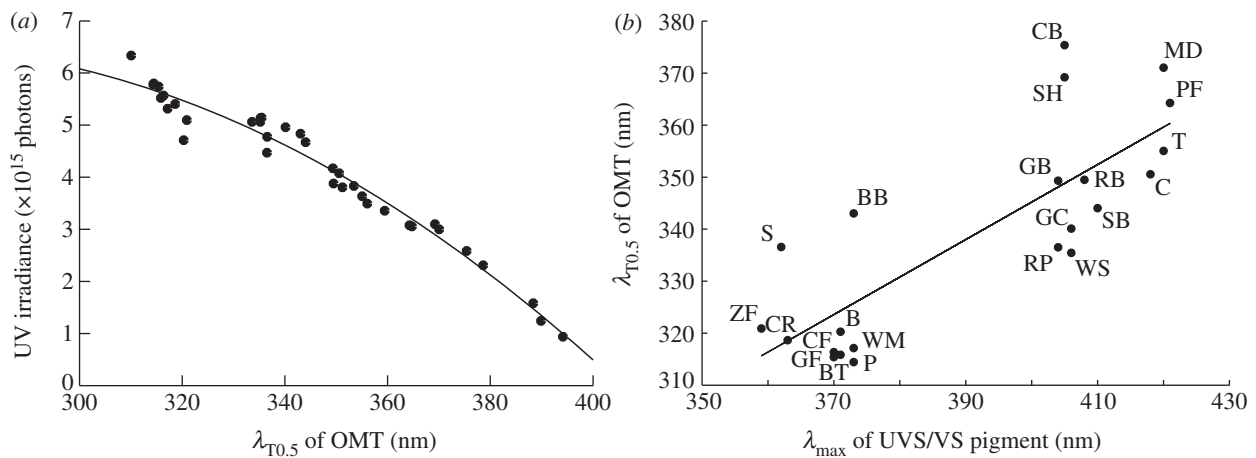 (a)
7
6
5
4
3
2
1
0
UV irradiance (×10¹⁵ photons)
300 320 340 360 380 400
λT0.5 of OMT (nm)
(b)
380
370
360
350
340
330
320
310
λT0.5 of OMT (nm)
CB
MD
SH
PF
T
GB
RB
C
BB
SB
GC
S
RP
WS
ZF
CR
B
CF
WM
GF
BT
P
350 370 390 410 430
λmax of UVS/VS pigment (nm)